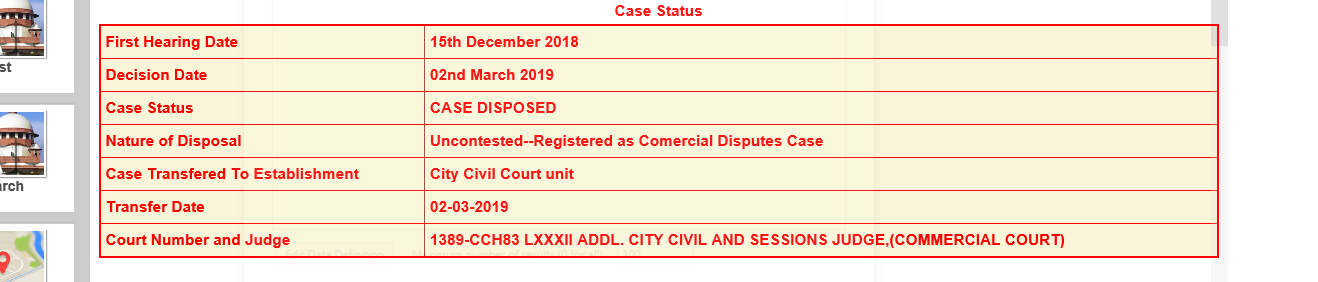 Case Status
First Hearing Date 15th December 2018
Decision Date 02nd March 2019
st
Case Status CASE DISPOSED
Nature of Disposal Uncontested--Registered as Comercial Disputes Case
Case Transfered To Establishment City Civil Court unit
rch
Transfer Date 02-03-2019
Court Number and Judge 1389-CCH83 LXXXII ADDL. CITY CIVIL AND SESSIONS JUDGE,(COMMERCIAL COURT)